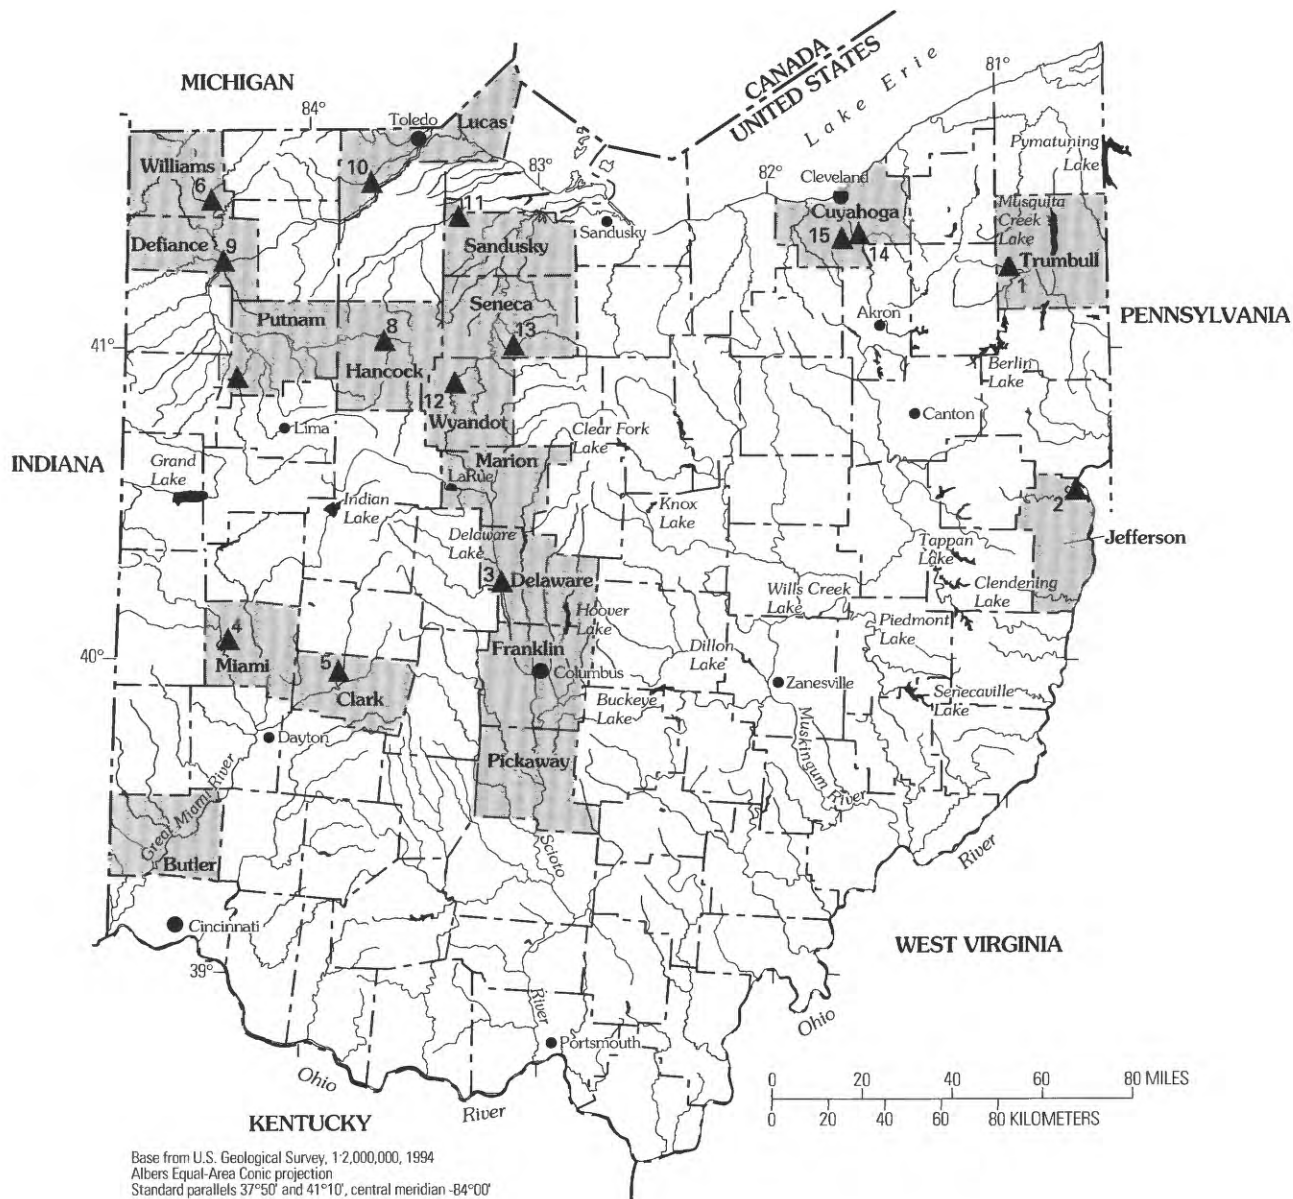 CANADA
UNITED STATES
Lake Erie
MICHIGAN
84°
81°
Toledo
Lucas
Pymatuning
Lake
83°
82°
Williams
6
10
Cleveland
11
Musquita
Creek
Lake
Cuyahoga
Sandusky
Defiance
9
Sandusky
15
14
Trumbull
1
Seneca
Putnam
8
13
Akron
PENNSYLVANIA
41°
Hancock
Berlin
Lake
12
Wyandot
Canton
Lima
Clear Fork
Lake
INDIANA
Grand
Lake
Marion
LaRue
2
Indian
Lake
Knox
Lake
Delaware
Lake
Tappan
Lake
Jefferson
3
Delaware
Wills Creek
Lake
Clendening
Lake
Hoover
Lake
4
Piedmont
Lake
Franklin
Dillon
Lake
40°
Miami
5
Columbus
Zanesville
Clark
Buckeye
Lake
Senecaville
Lake
Dayton
Pickaway
Muskingum River
Great Miami River
Butler
Scioto
River
River
Cincinnati
WEST VIRGINIA
39°
Ohio
Portsmouth
Ohio
River
0 20 40 60 80 MILES
0 20 40 60 80 KILOMETERS
KENTUCKY
Base from U.S. Geological Survey, 1:2,000,000, 1994
Albers Equal-Area Conic projection
Standard parallels 37°50' and 41°10', central meridian -84°00'